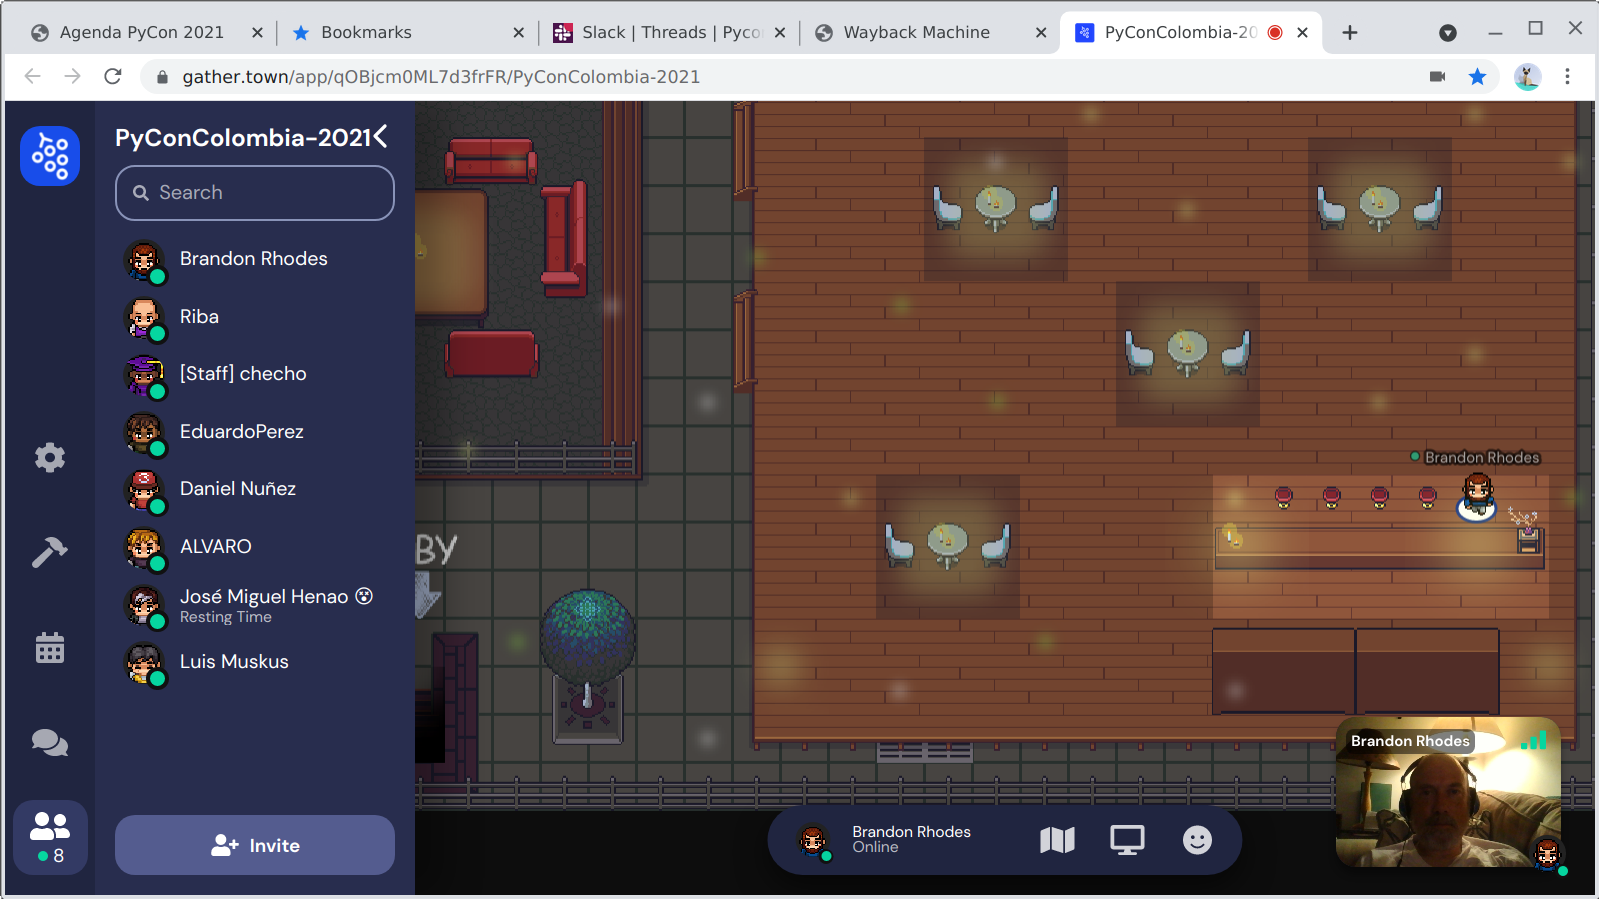 Agenda PyCon 2021
Bookmarks
Slack | Threads | Pyco
Wayback Machine
PyConColombia-20
gather.town/app/qOBjcm0ML7d3frFR/PyConColombia-2021
PyConColombia-2021
Search
Brandon Rhodes
Riba
[Staff] checho
EduardoPerez
Daniel Nuñez
ALVARO
José Miguel Henao 😵
Resting Time
Luis Muskus
8
Invite
BY
Brandon Rhodes
Brandon Rhodes
Online
Brandon Rhodes